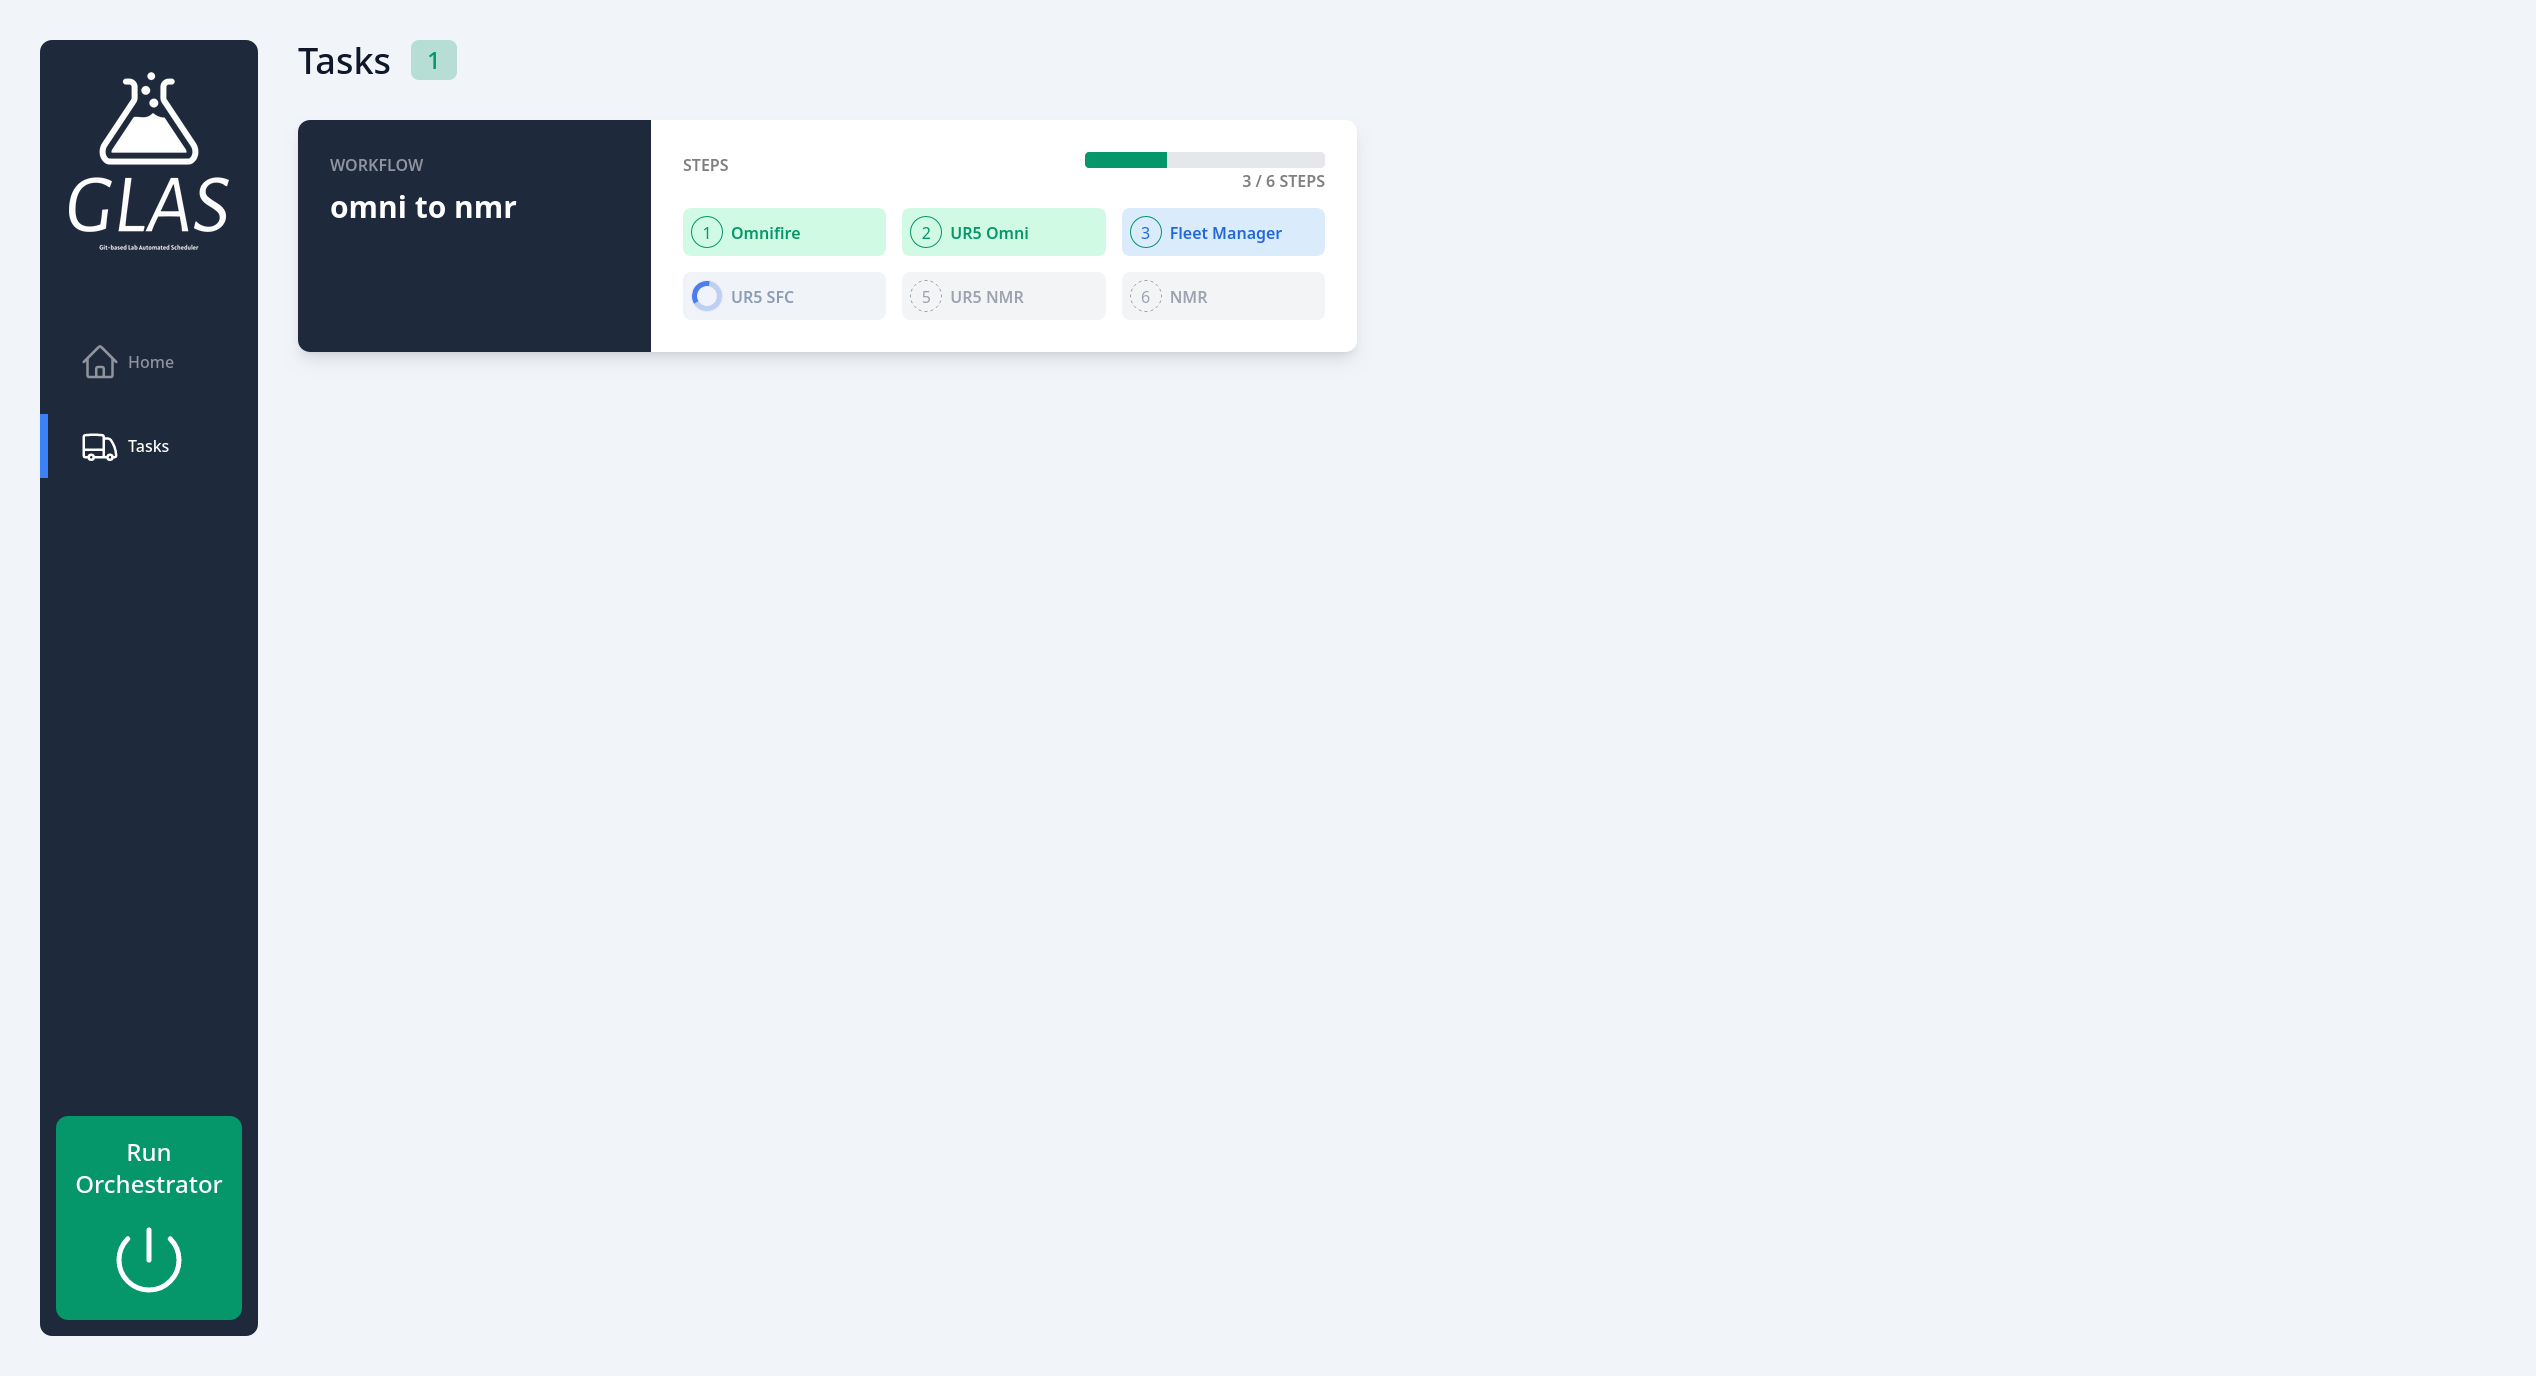 GLAS
Git-based Lab Automated Scheduler
Home
Tasks
Run
Orchestrator
Tasks 1
WORKFLOW
omni to nmr
STEPS
3 / 6 STEPS
1 Omnifire
2 UR5 Omni
3 Fleet Manager
UR5 SFC
5 UR5 NMR
6 NMR